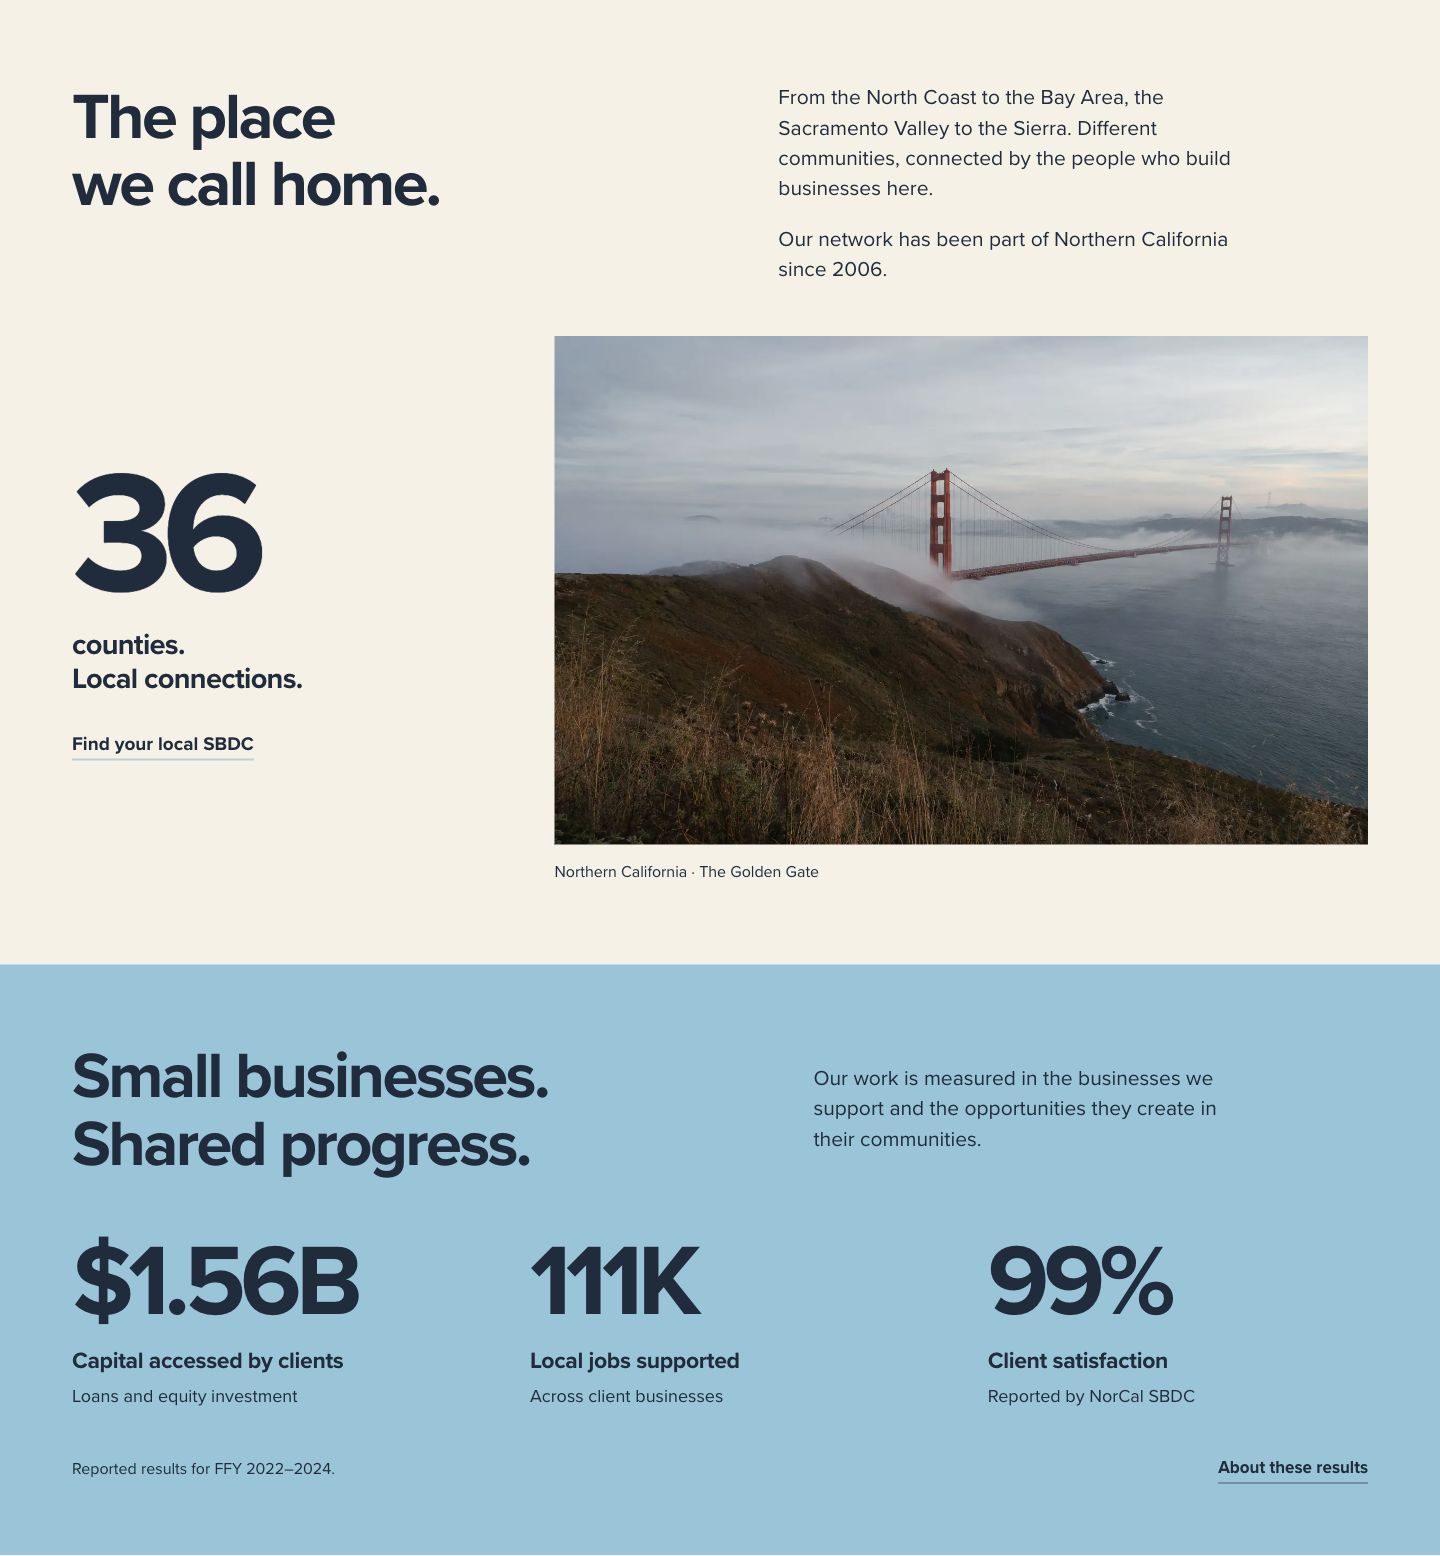 The place
we call home.
From the North Coast to the Bay Area, the
Sacramento Valley to the Sierra. Different
communities, connected by the people who build
businesses here.
Our network has been part of Northern California
since 2006.
36
counties.
Local connections.
Find your local SBDC
Northern California · The Golden Gate
Small businesses.
Shared progress.
Our work is measured in the businesses we
support and the opportunities they create in
their communities.
$1.56B
Capital accessed by clients
Loans and equity investment
111K
Local jobs supported
Across client businesses
99%
Client satisfaction
Reported by NorCal SBDC
Reported results for FFY 2022–2024.
About these results